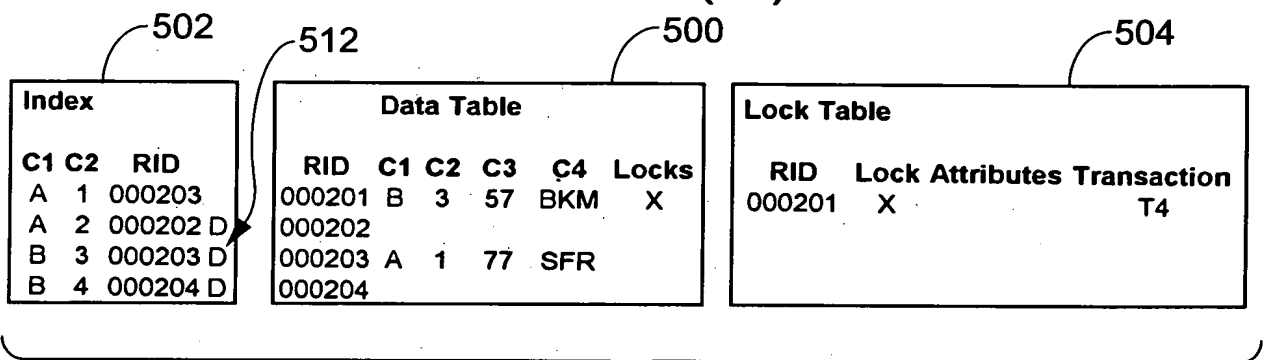 502
512
500
504
Index
C1 C2 RID
A 1 000203
A 2 000202 D
B 3 000203 D
B 4 000204 D
Data Table
RID C1 C2 C3 C4 Locks
000201 B 3 57 BKM X
000202
000203 A 1 77 SFR
000204
Lock Table
RID Lock Attributes Transaction
000201 X T4